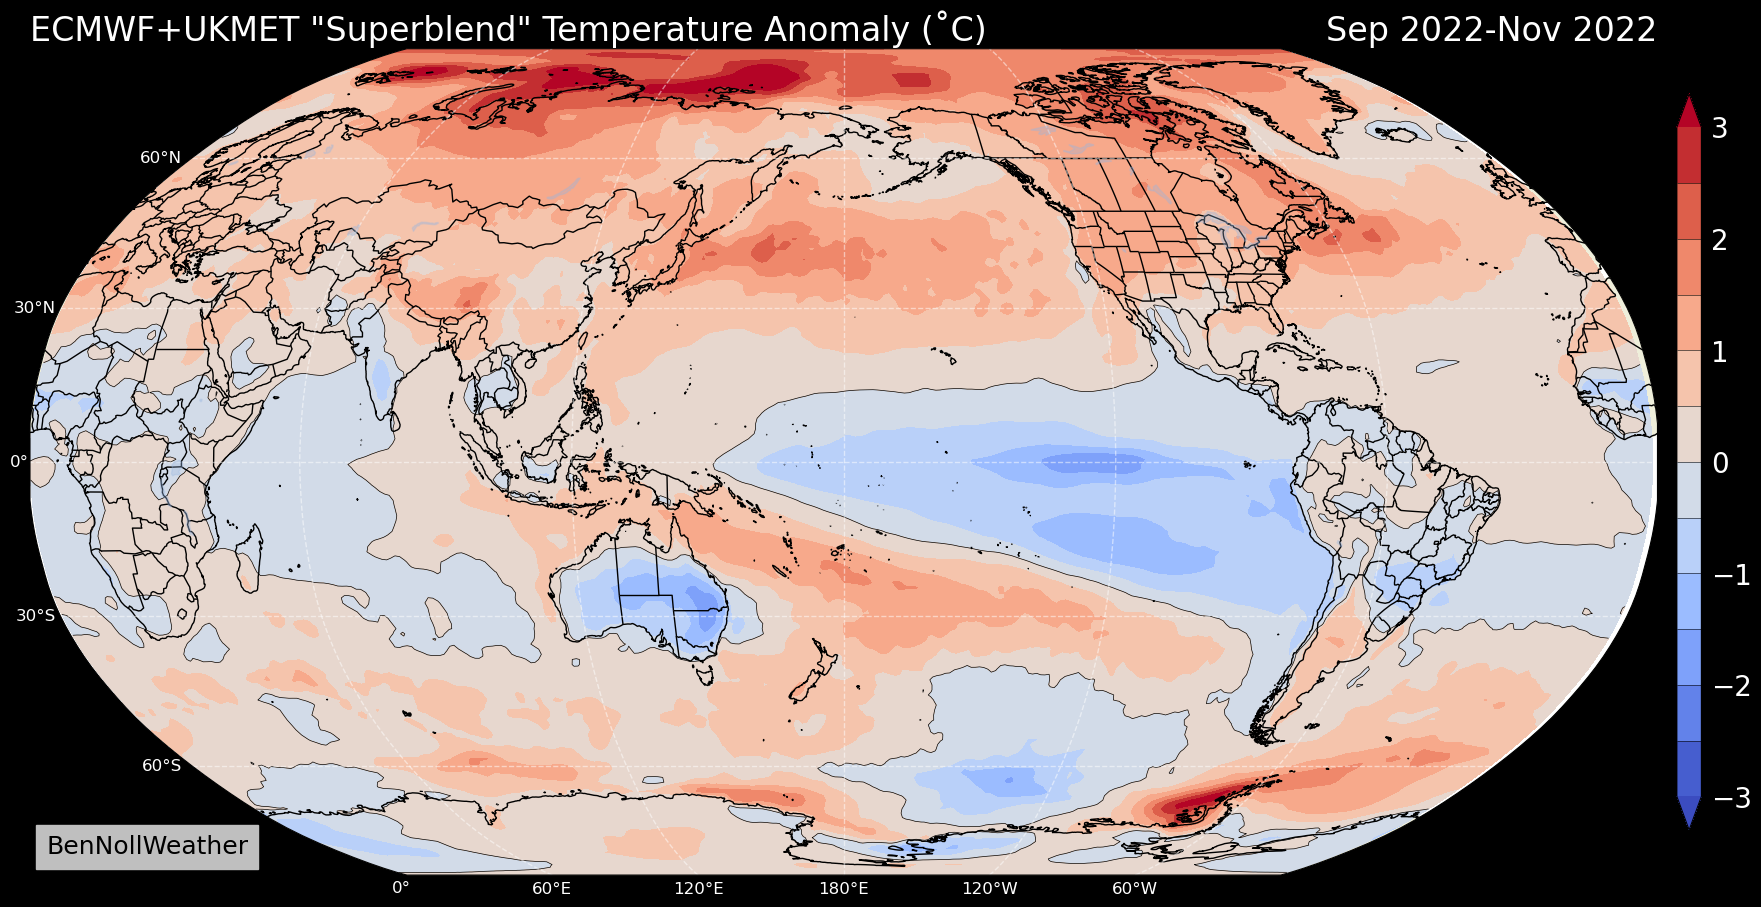 ECMWF+UKMET "Superblend" Temperature Anomaly (˚C)
Sep 2022-Nov 2022
60°N
30°N
0°
30°S
60°S
0°
60°E
120°E
180°E
120°W
60°W
3
2
1
0
−1
−2
−3
BenNollWeather